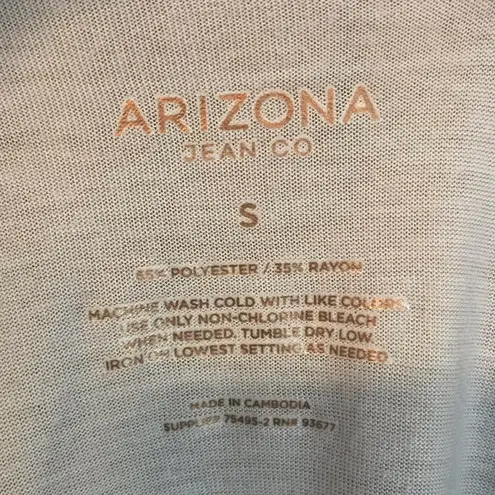 ARIZONA
JEAN CO
S
65% POLYESTER / 35% RAYON
MACHINE WASH COLD WITH LIKE COLORS
USE ONLY NON-CHLORINE BLEACH
WHEN NEEDED. TUMBLE DRY LOW.
IRON ON LOWEST SETTING AS NEEDED
MADE IN CAMBODIA
SUPPLIER# 75495-2 RN# 93677